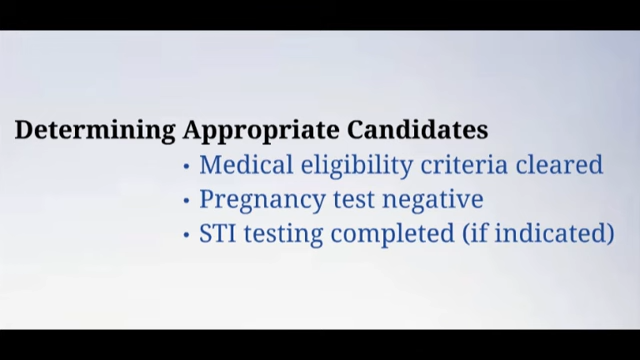 Determining Appropriate Candidates
• Medical eligibility criteria cleared
• Pregnancy test negative
• STI testing completed (if indicated)